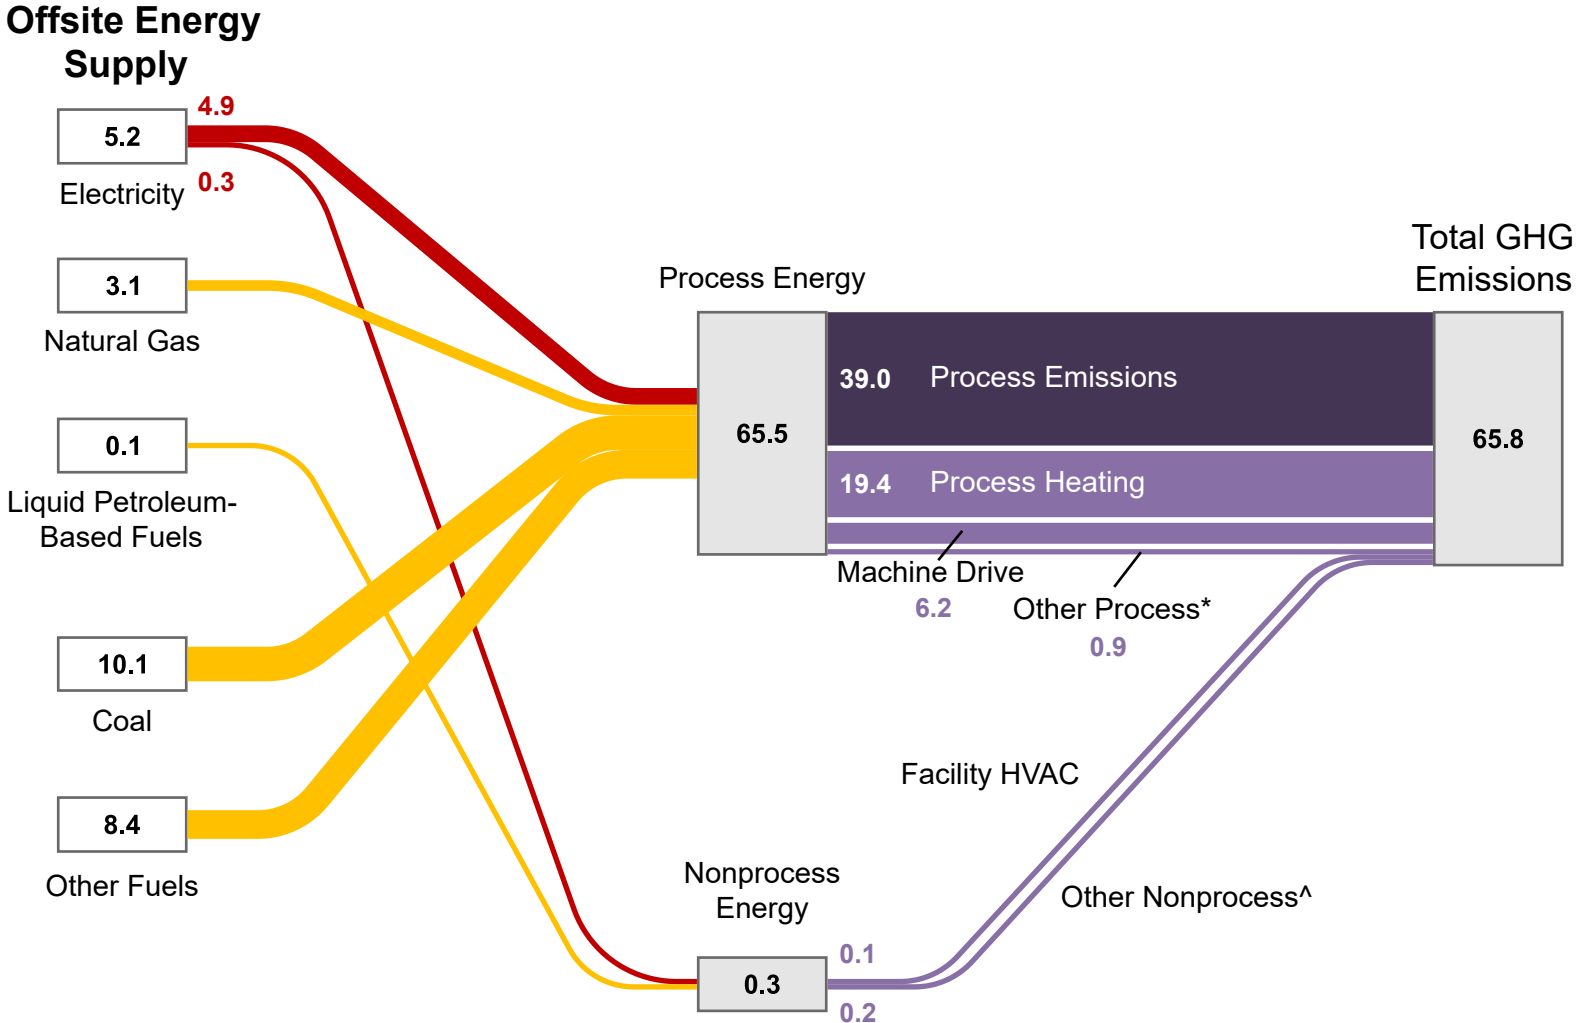 Offsite Energy
Supply
4.9
5.2
Electricity
0.3
3.1
Natural Gas
0.1
Liquid Petroleum-
Based Fuels
10.1
Coal
8.4
Other Fuels
Process Energy
65.5
39.0 Process Emissions
19.4 Process Heating
Machine Drive
6.2
Other Process*
0.9
Total GHG
Emissions
65.8
Facility HVAC
Other Nonprocess^
Nonprocess
Energy
0.3
0.1
0.2